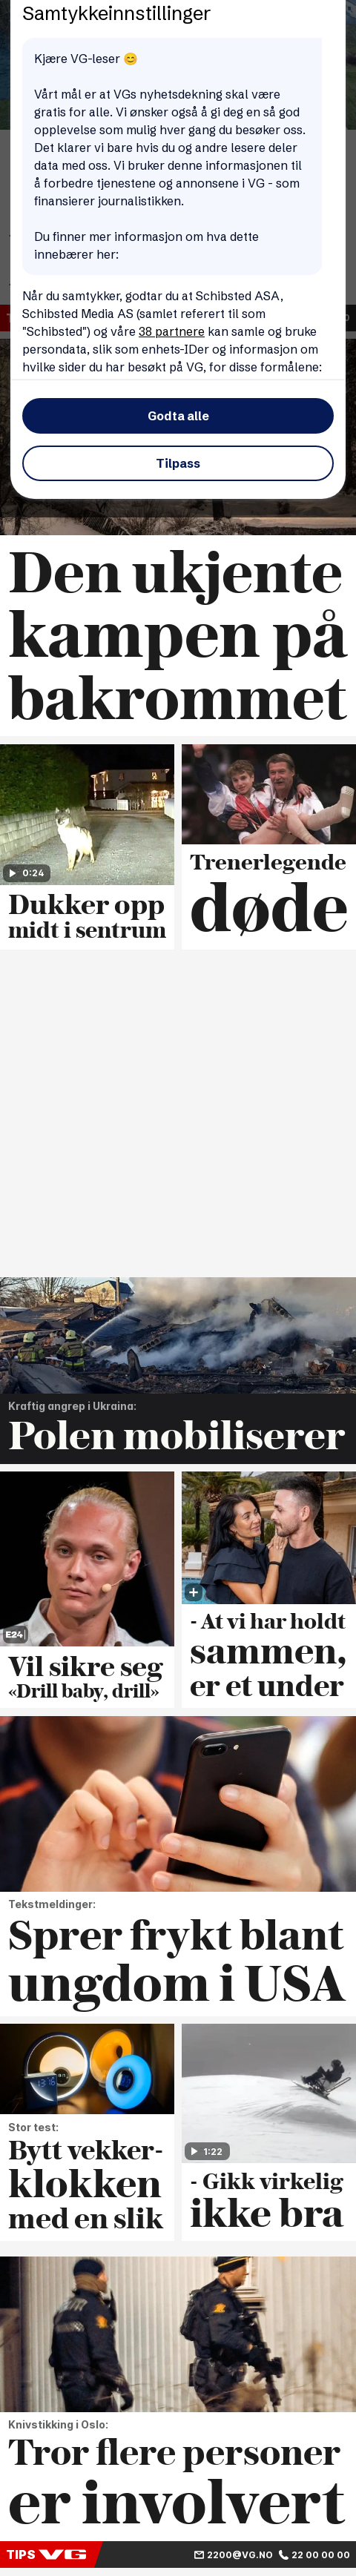 Samtykkeinnstillinger
Kjære VG-leser 😊
Vårt mål er at VGs nyhetsdekning skal være
gratis for alle. Vi ønsker også å gi deg en så god
opplevelse som mulig hver gang du besøker oss.
Det klarer vi bare hvis du og andre lesere deler
data med oss. Vi bruker denne informasjonen til
å forbedre tjenestene og annonsene i VG - som
finansierer journalistikken.
Du finner mer informasjon om hva dette
innebærer her:
Når du samtykker, godtar du at Schibsted ASA,
Schibsted Media AS (samlet referert til som
"Schibsted") og våre 38 partnere kan samle og bruke
persondata, slik som enhets-IDer og informasjon om
hvilke sider du har besøkt på VG, for disse formålene:
Godta alle
Tilpass
Den ukjente
kampen på
bakrommet
0:24
Dukker opp
midt i sentrum
Trenerlegende
døde
Kraftig angrep i Ukraina:
Polen mobiliserer
E24
Vil sikre seg
«Drill baby, drill»
- At vi har holdt
sammen,
er et under
Tekstmeldinger:
Sprer frykt blant
ungdom i USA
Stor test:
Bytt vekker-
klokken
med en slik
1:22
- Gikk virkelig
ikke bra
Knivstikking i Oslo:
Tror flere personer
er involvert
TIPS VG 2200@VG.NO 22 00 00 00